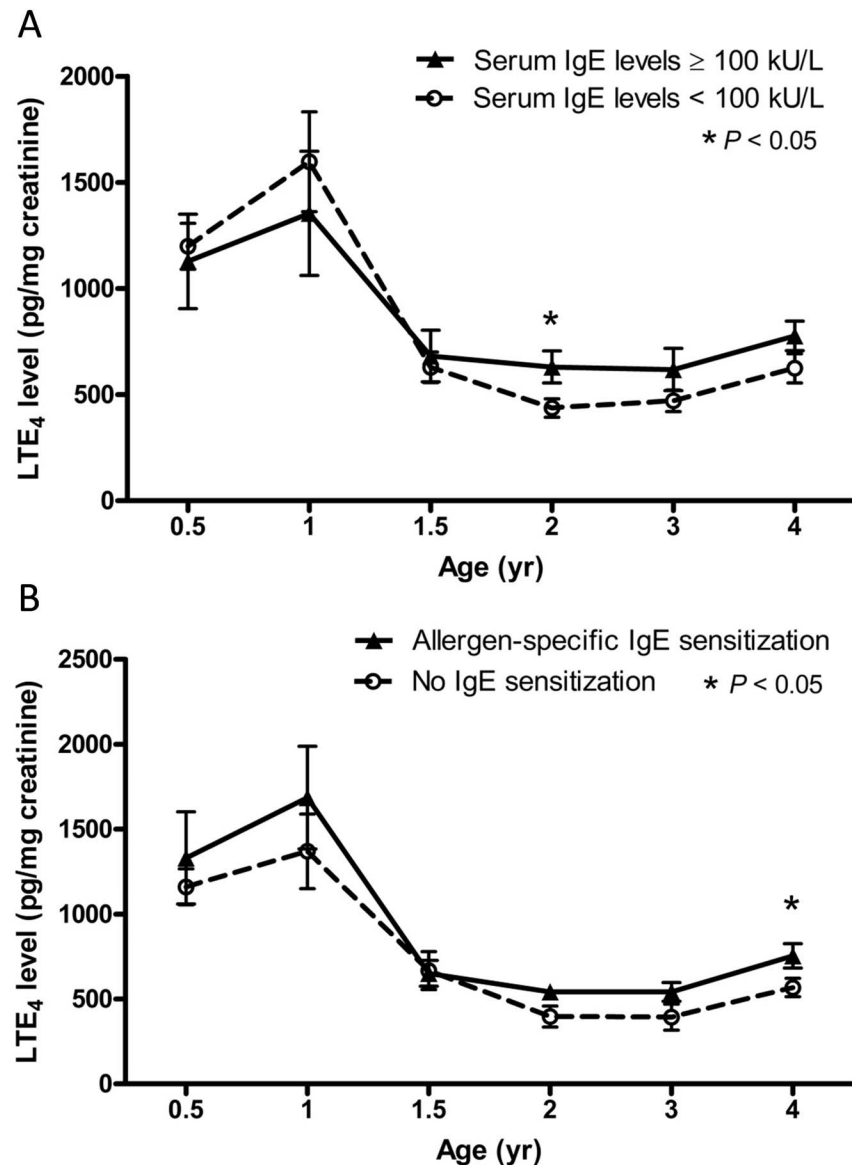 A
Serum IgE levels ≥ 100 kU/L
Serum IgE levels < 100 kU/L
* P < 0.05
2000
1500
1000
500
0
LTE4 level (pg/mg creatinine)
*
0.5 1 1.5 2 3 4
Age (yr)
B
Allergen-specific IgE sensitization
No IgE sensitization * P < 0.05
2500
2000
1500
1000
500
0
LTE4 level (pg/mg creatinine)
*
0.5 1 1.5 2 3 4
Age (yr)